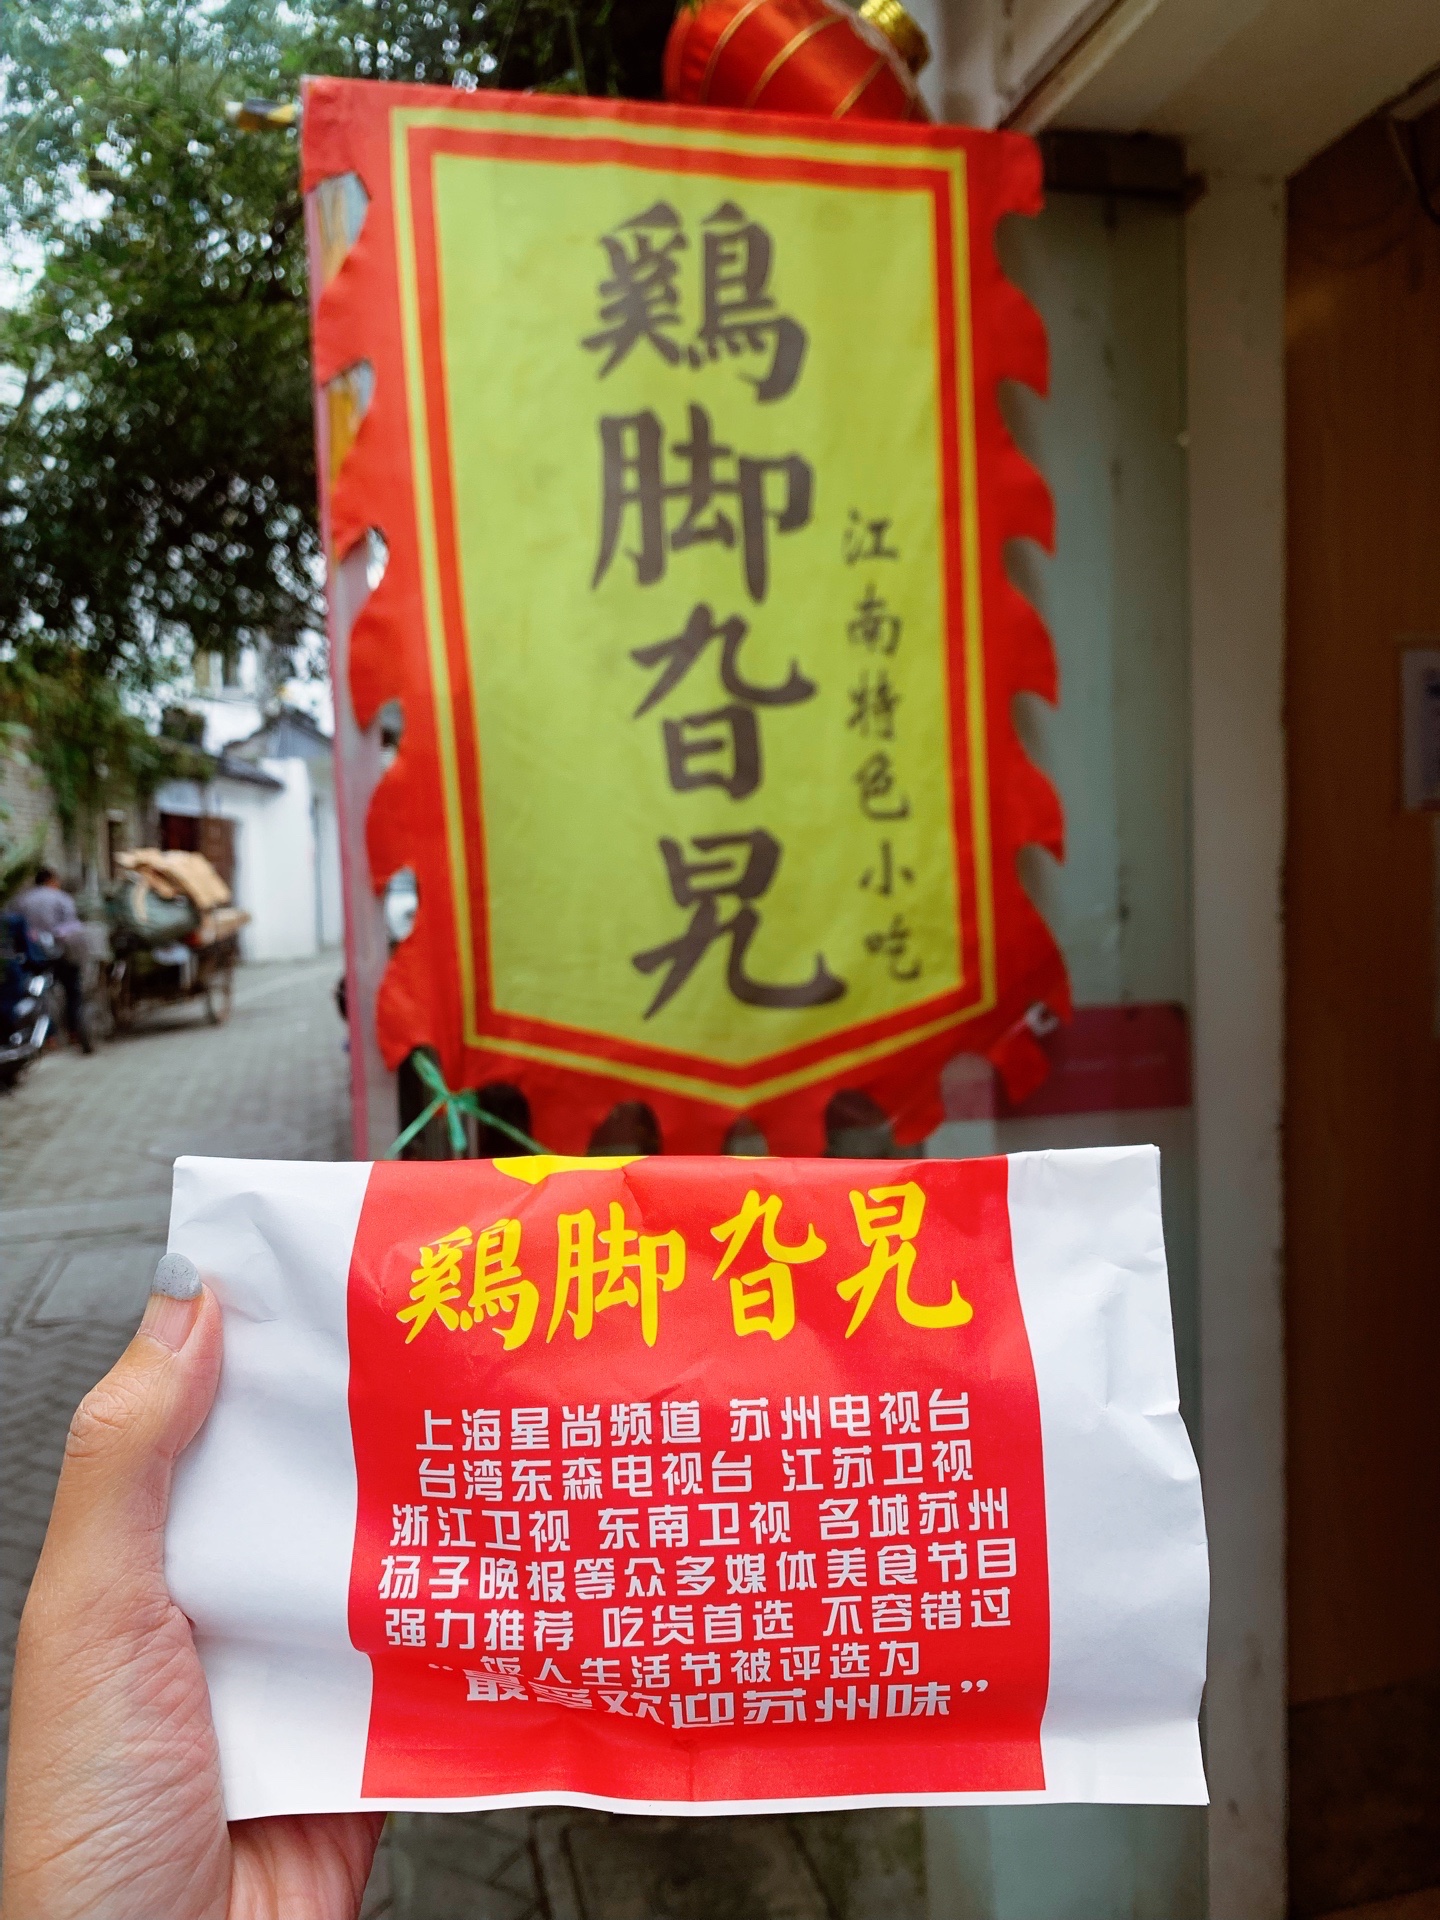 鷄脚旮旯
江南特色小吃
鷄脚旮旯
上海星尚频道 苏州电视台
台湾东森电视台 江苏卫视
浙江卫视 东南卫视 名城苏州
扬子晚报等众多媒体美食节目
强力推荐 吃货首选 不容错过
“饭人生活节被评选为
最受欢迎苏州味”